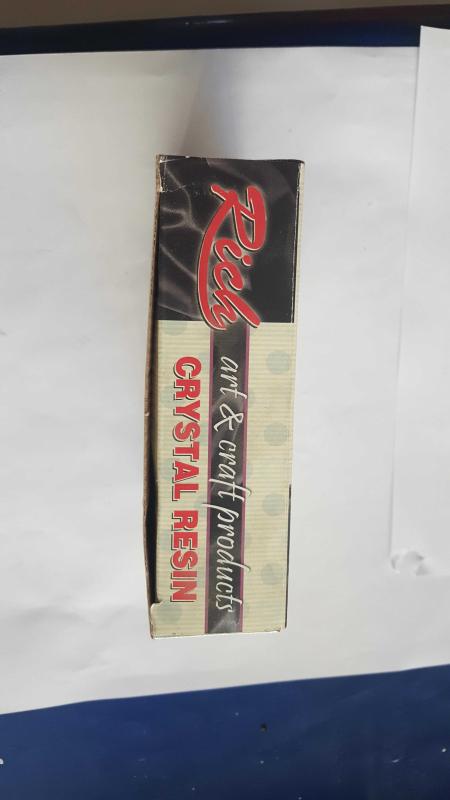 Rich
art & craft products
CRYSTAL RESIN